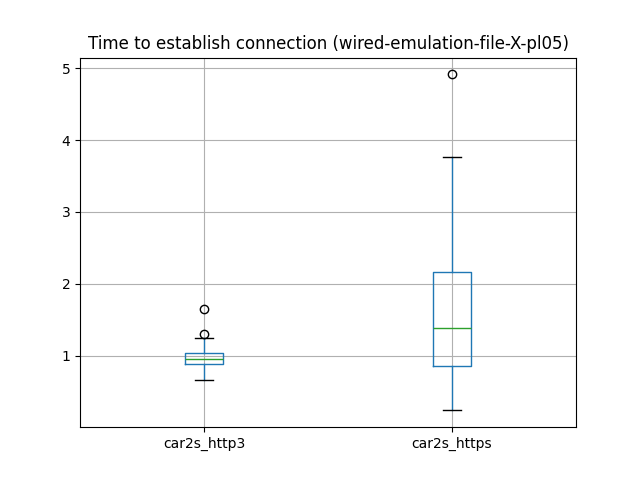 Time to establish connection (wired-emulation-file-X-pl05)
5
4
3
2
1
car2s_http3
car2s_https